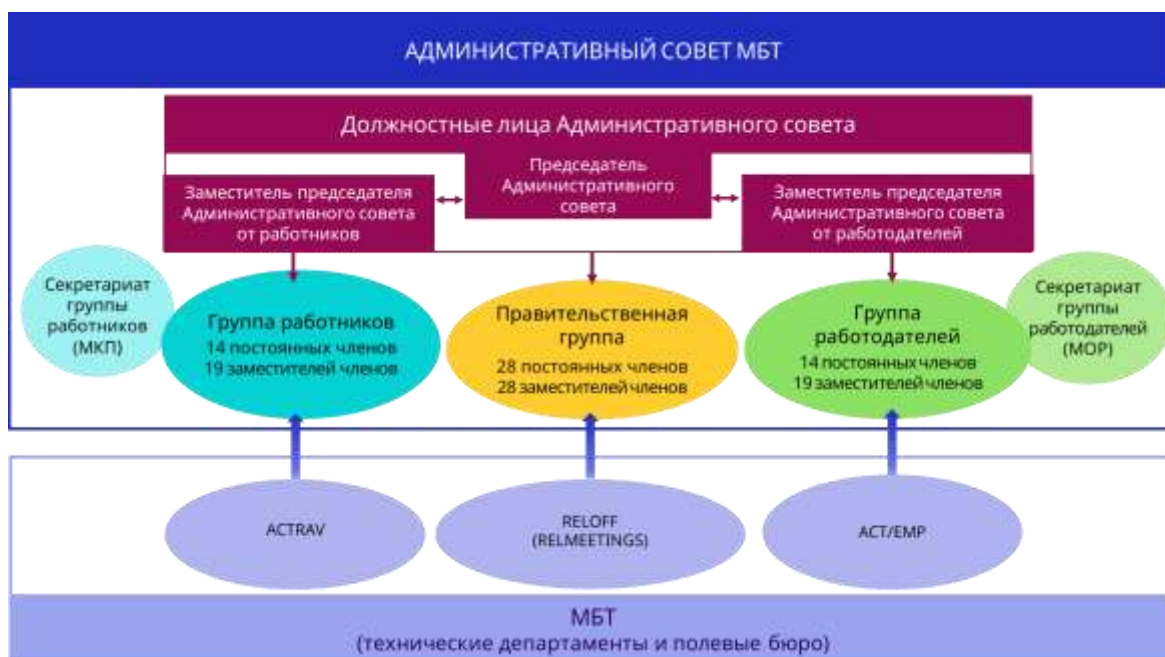 АДМИНИСТРАТИВНЫЙ СОВЕТ МБТ
Должностные лица Административного совета
Председатель
Административного
совета
Заместитель председателя
Административного совета
от работников
Заместитель председателя
Административного совета
от работодателей
Секретариат
группы
работников
(МКП)
Группа работников
14 постоянных членов
19 заместителей членов
Правительственная
группа
28 постоянных членов
28 заместителей членов
Группа
работодателей
14 постоянных членов
19 заместителей членов
Секретариат
группы
работодателей
(МОР)
ACTRAV
RELOFF
(RELMEETINGS)
ACT/EMP
МБТ
(технические департаменты и полевые бюро)